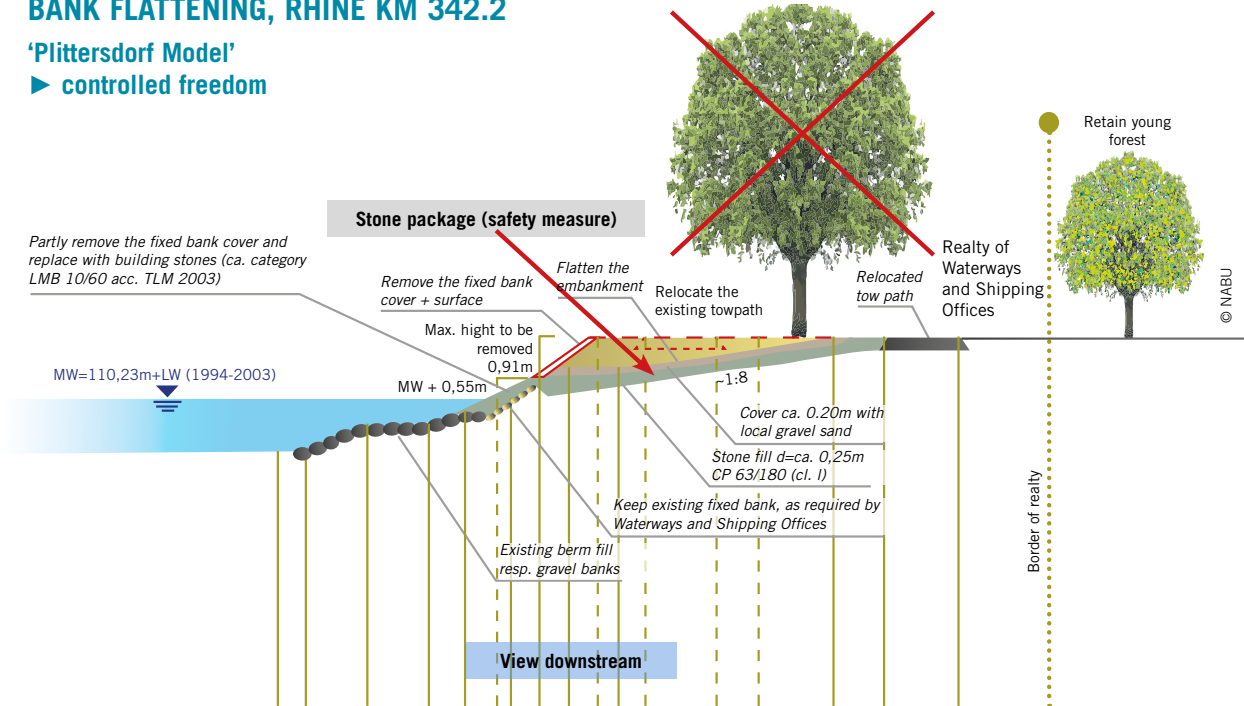 BANK FLATTENING, RHINE KM 342.2
‘Plittersdorf Model’
► controlled freedom
Retain young
forest
Stone package (safety measure)
Partly remove the fixed bank cover and
replace with building stones (ca. category
LMB 10/60 acc. TLM 2003)
Remove the fixed bank
cover + surface
Flatten the
embankment
Relocate the
existing towpath
Relocated
tow path
Realty of
Waterways
and Shipping
Offices
© NABU
Max. hight to be
removed
0,91m
MW=110,23m+LW (1994-2003)
MW + 0,55m
~1:8
Cover ca. 0.20m with
local gravel sand
Stone fill d=ca. 0,25m
CP 63/180 (cl. I)
Keep existing fixed bank, as required by
Waterways and Shipping Offices
Existing berm fill
resp. gravel banks
Border of realty
View downstream